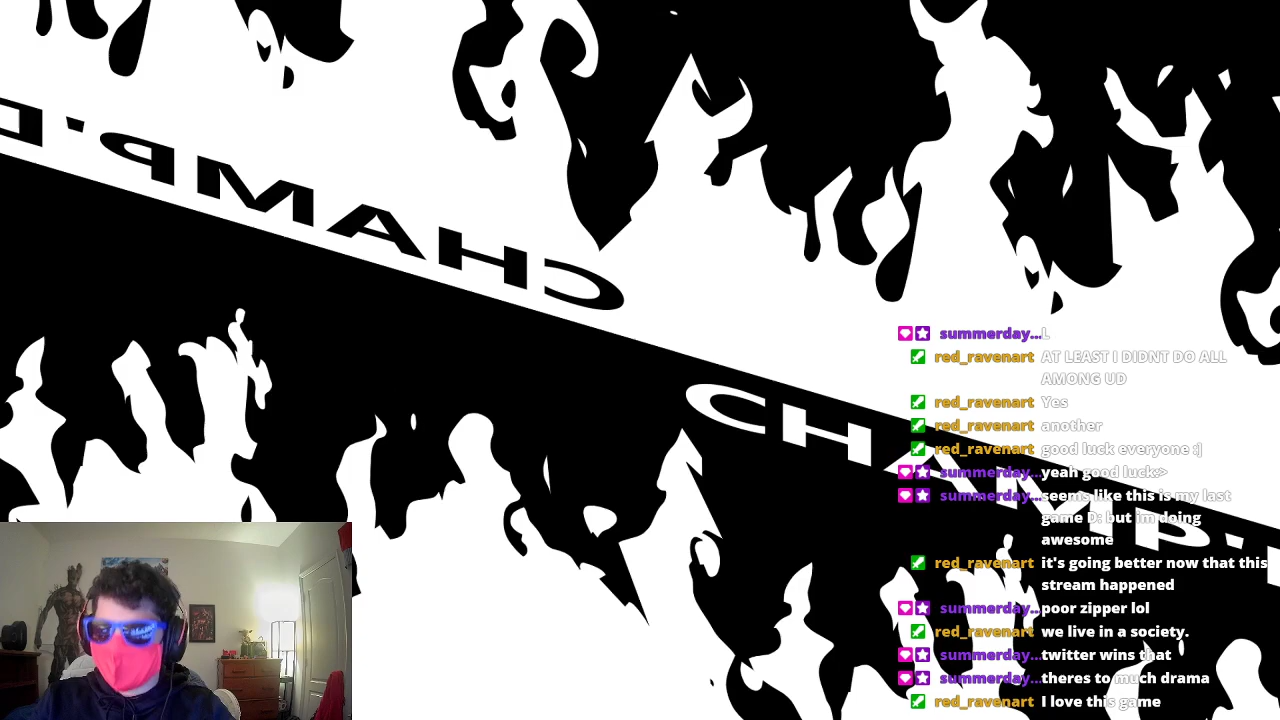 CHAMP'D
CHAMP'D
summerday... L
red_ravenart AT LEAST I DIDNT DO ALL
AMONG UD
red_ravenart Yes
red_ravenart another
red_ravenart good luck everyone :j
summerday... yeah good luck:>
summerday... seems like this is my last
game D: but im doing
awesome
red_ravenart it's going better now that this
stream happened
summerday... poor zipper lol
red_ravenart we live in a society.
summerday... twitter wins that
summerday... theres to much drama
red_ravenart I love this game